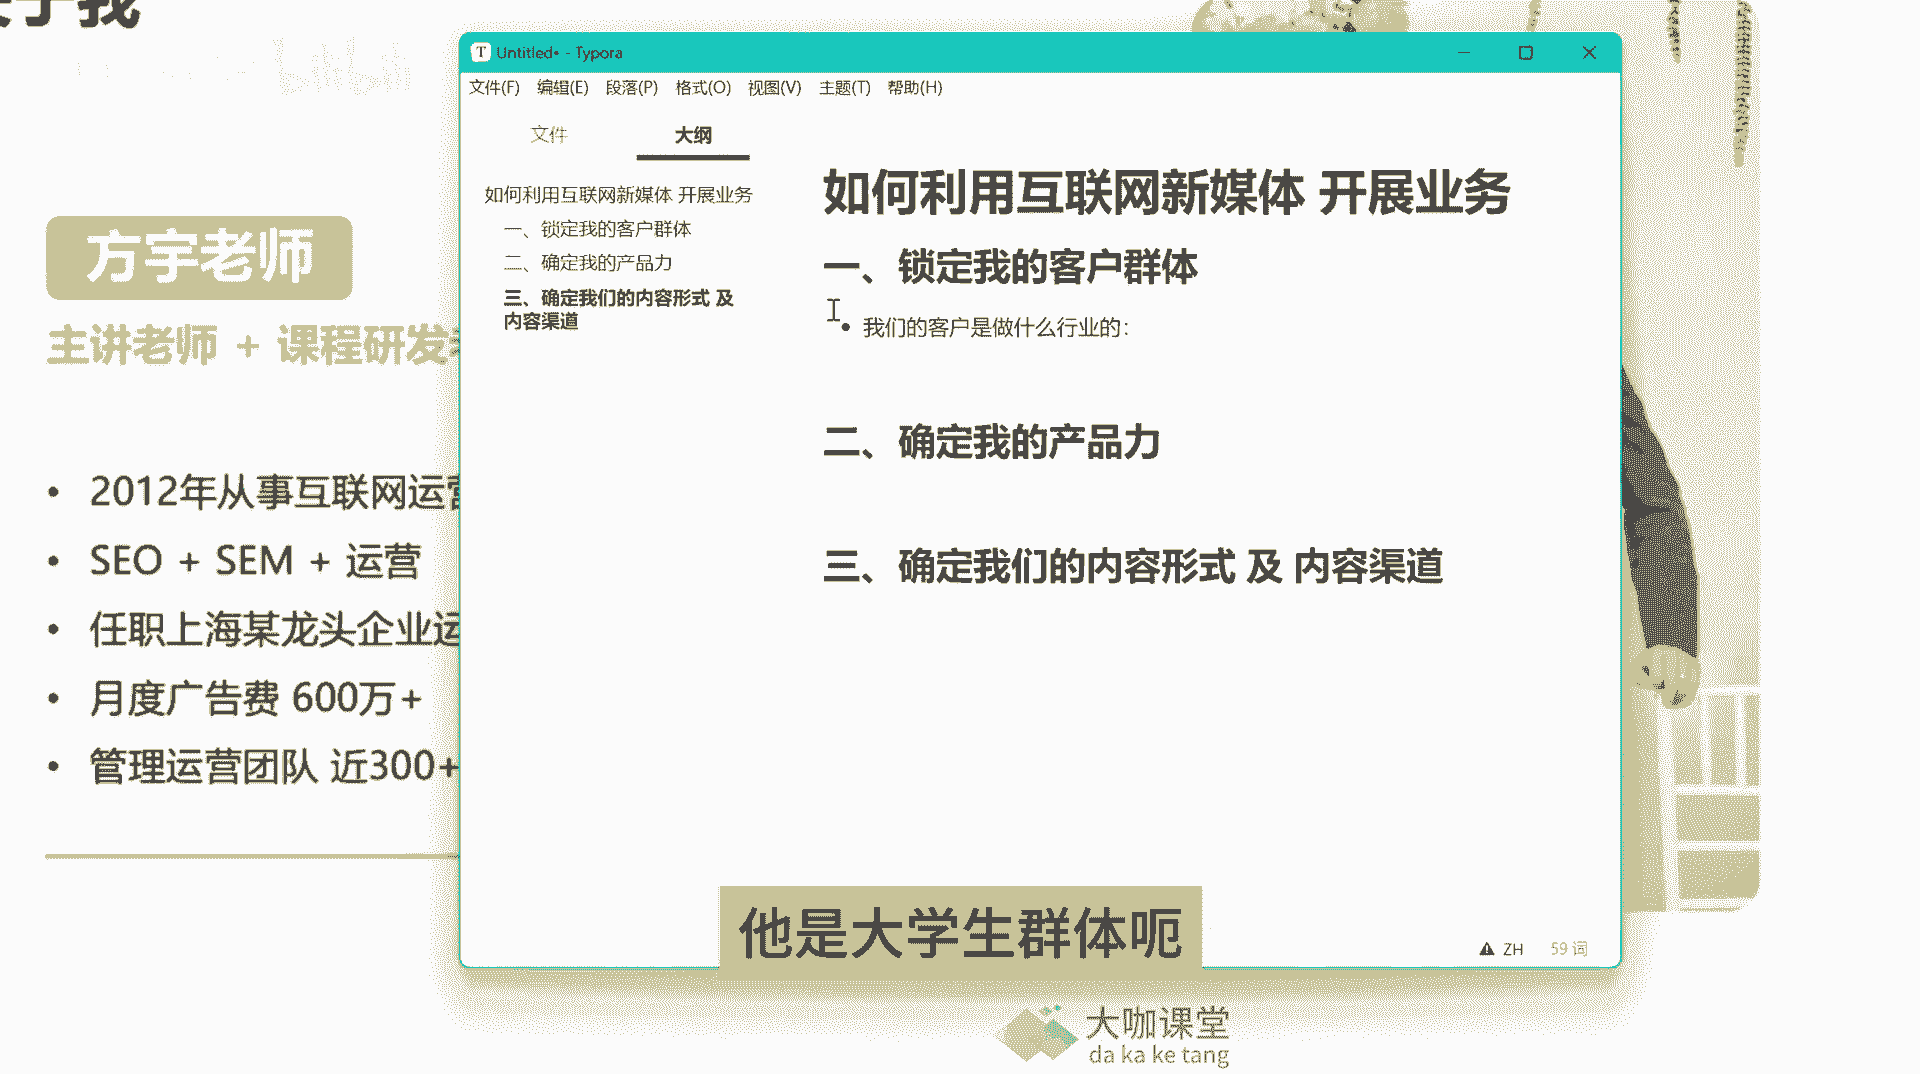 关于我
bilibili
方宇老师
主讲老师 + 课程研发
2012年从事互联网运营
SEO + SEM + 运营
任职上海某龙头企业运
月度广告费 600万+
管理运营团队 近300+
Untitled• - Typora
文件(F) 编辑(E) 段落(P) 格式(O) 视图(V) 主题(T) 帮助(H)
文件 大纲
如何利用互联网新媒体 开展业务
一、锁定我的客户群体
二、确定我的产品力
三、确定我们的内容形式 及
内容渠道
如何利用互联网新媒体 开展业务
一、锁定我的客户群体
• 我们的客户是做什么行业的：
二、确定我的产品力
三、确定我们的内容形式 及 内容渠道
ZH 59 词
他是大学生群体呃
大咖课堂
da ka ke tang